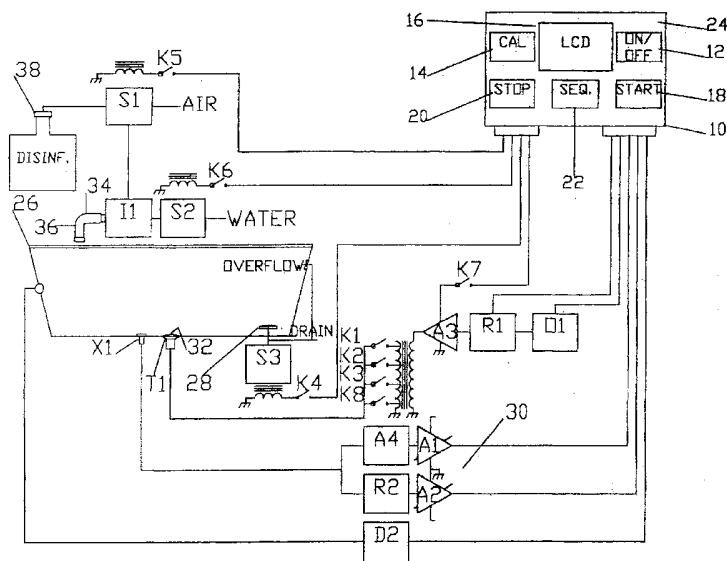 16
24
K5
CAL
LCD
ON/
OFF
12
38
14
S1
AIR
STOP
SEQ.
START
18
20
10
DISINF.
K6
34
22
26
I1
S2
WATER
36
OVERFLOW
K7
DRAIN
K1
A3
R1
O1
X1
32
K2
S3
K3
T1
28
K4
K8
30
A4
A1
R2
A2
D2